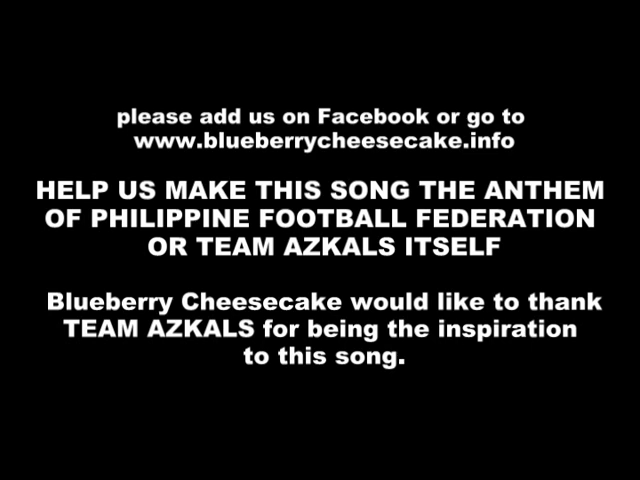 please add us on Facebook or go to
www.blueberrycheesecake.info
HELP US MAKE THIS SONG THE ANTHEM
OF PHILIPPINE FOOTBALL FEDERATION
OR TEAM AZKALS ITSELF
Blueberry Cheesecake would like to thank
TEAM AZKALS for being the inspiration
to this song.